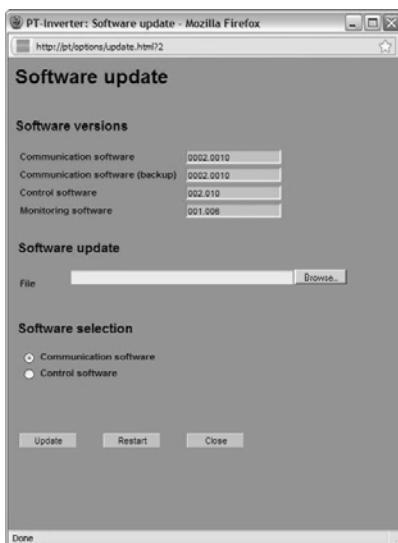 PT-Inverter: Software update - Mozilla Firefox
http://pt/options/update.html?2
Software update
Software versions
Communication software 0002.0010
Communication software (backup) 0002.0010
Control software 002.010
Monitoring software 001.006
Software update
File Browse...
Software selection
Communication software
Control software
Update Restart Close
Done